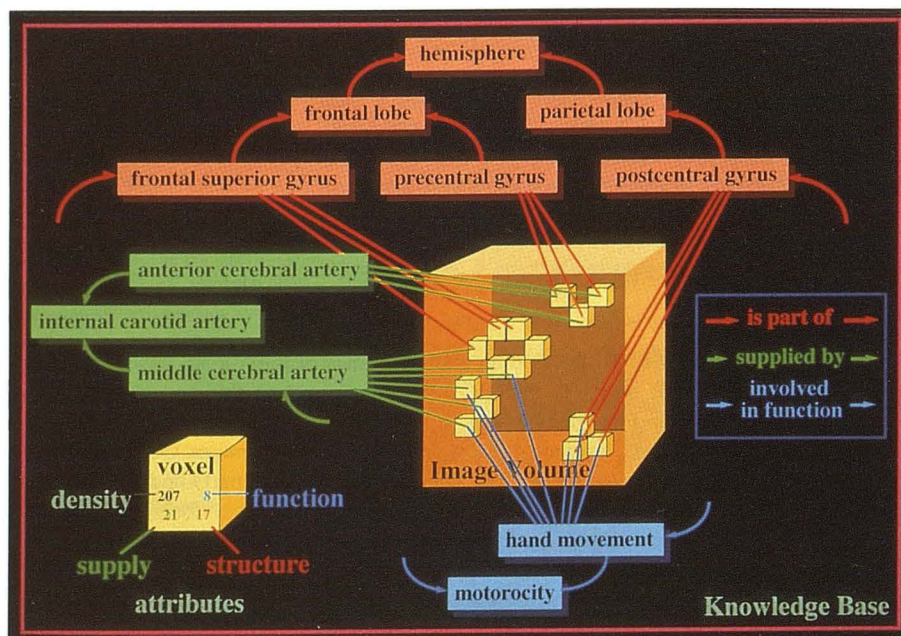 hemisphere
frontal lobe
parietal lobe
frontal superior gyrus
precentral gyrus
postcentral gyrus
anterior cerebral artery
internal carotid artery
middle cerebral artery
is part of
supplied by
involved
in function
Image Volume
voxel
density
207 8
function
21 17
supply
structure
attributes
hand movement
motorocity
Knowledge Base